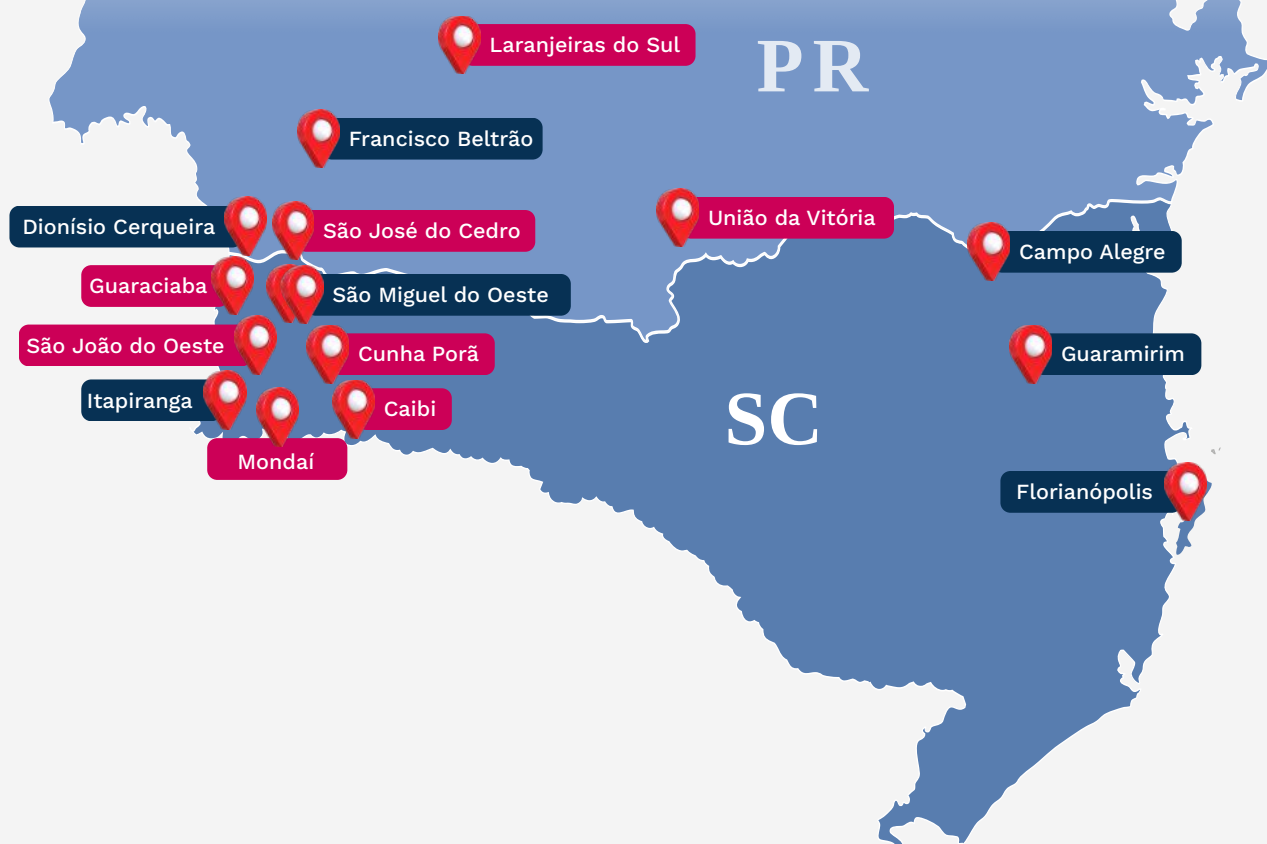 Laranjeiras do Sul
PR
Francisco Beltrão
Dionísio Cerqueira
São José do Cedro
União da Vitória
Campo Alegre
Guaraciaba
São Miguel do Oeste
São João do Oeste
Cunha Porã
Guaramirim
Itapiranga
Caibi
SC
Mondaí
Florianópolis